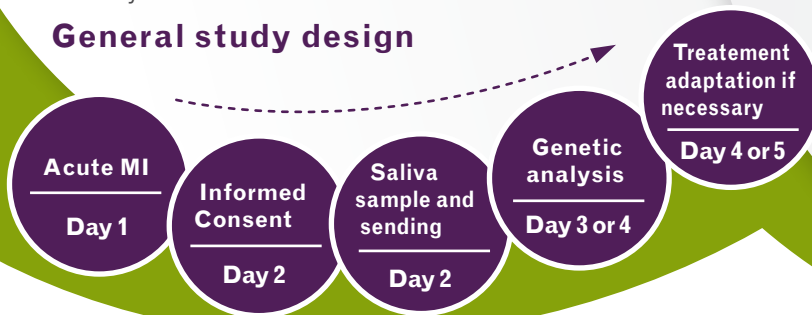 General study design
Acute MI
Day 1
Informed
Consent
Day 2
Saliva
sample and
sending
Day 2
Genetic
analysis
Day 3 or 4
Treatement
adaptation if
necessary
Day 4 or 5